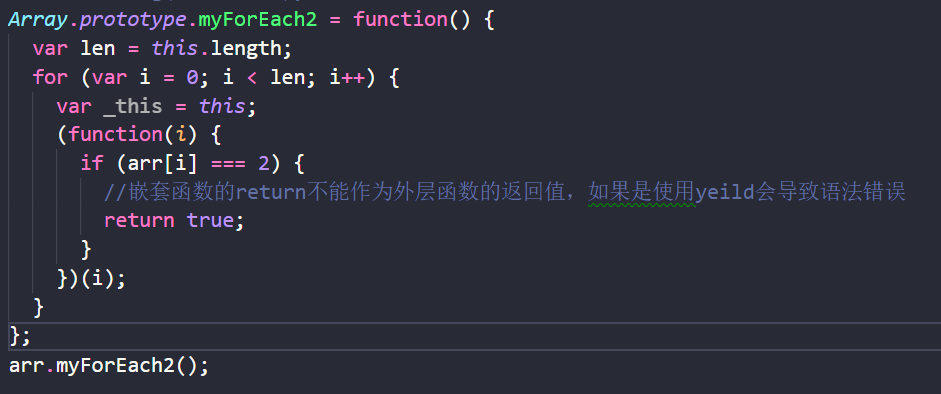 Array.prototype.myForEach2 = function() {
  var len = this.length;
  for (var i = 0; i < len; i++) {
    var _this = this;
    (function(i) {
      if (arr[i] === 2) {
        //嵌套函数的return不能作为外层函数的返回值，如果是使用yeild会导致语法错误
        return true;
      }
    })(i);
  }
};
arr.myForEach2();